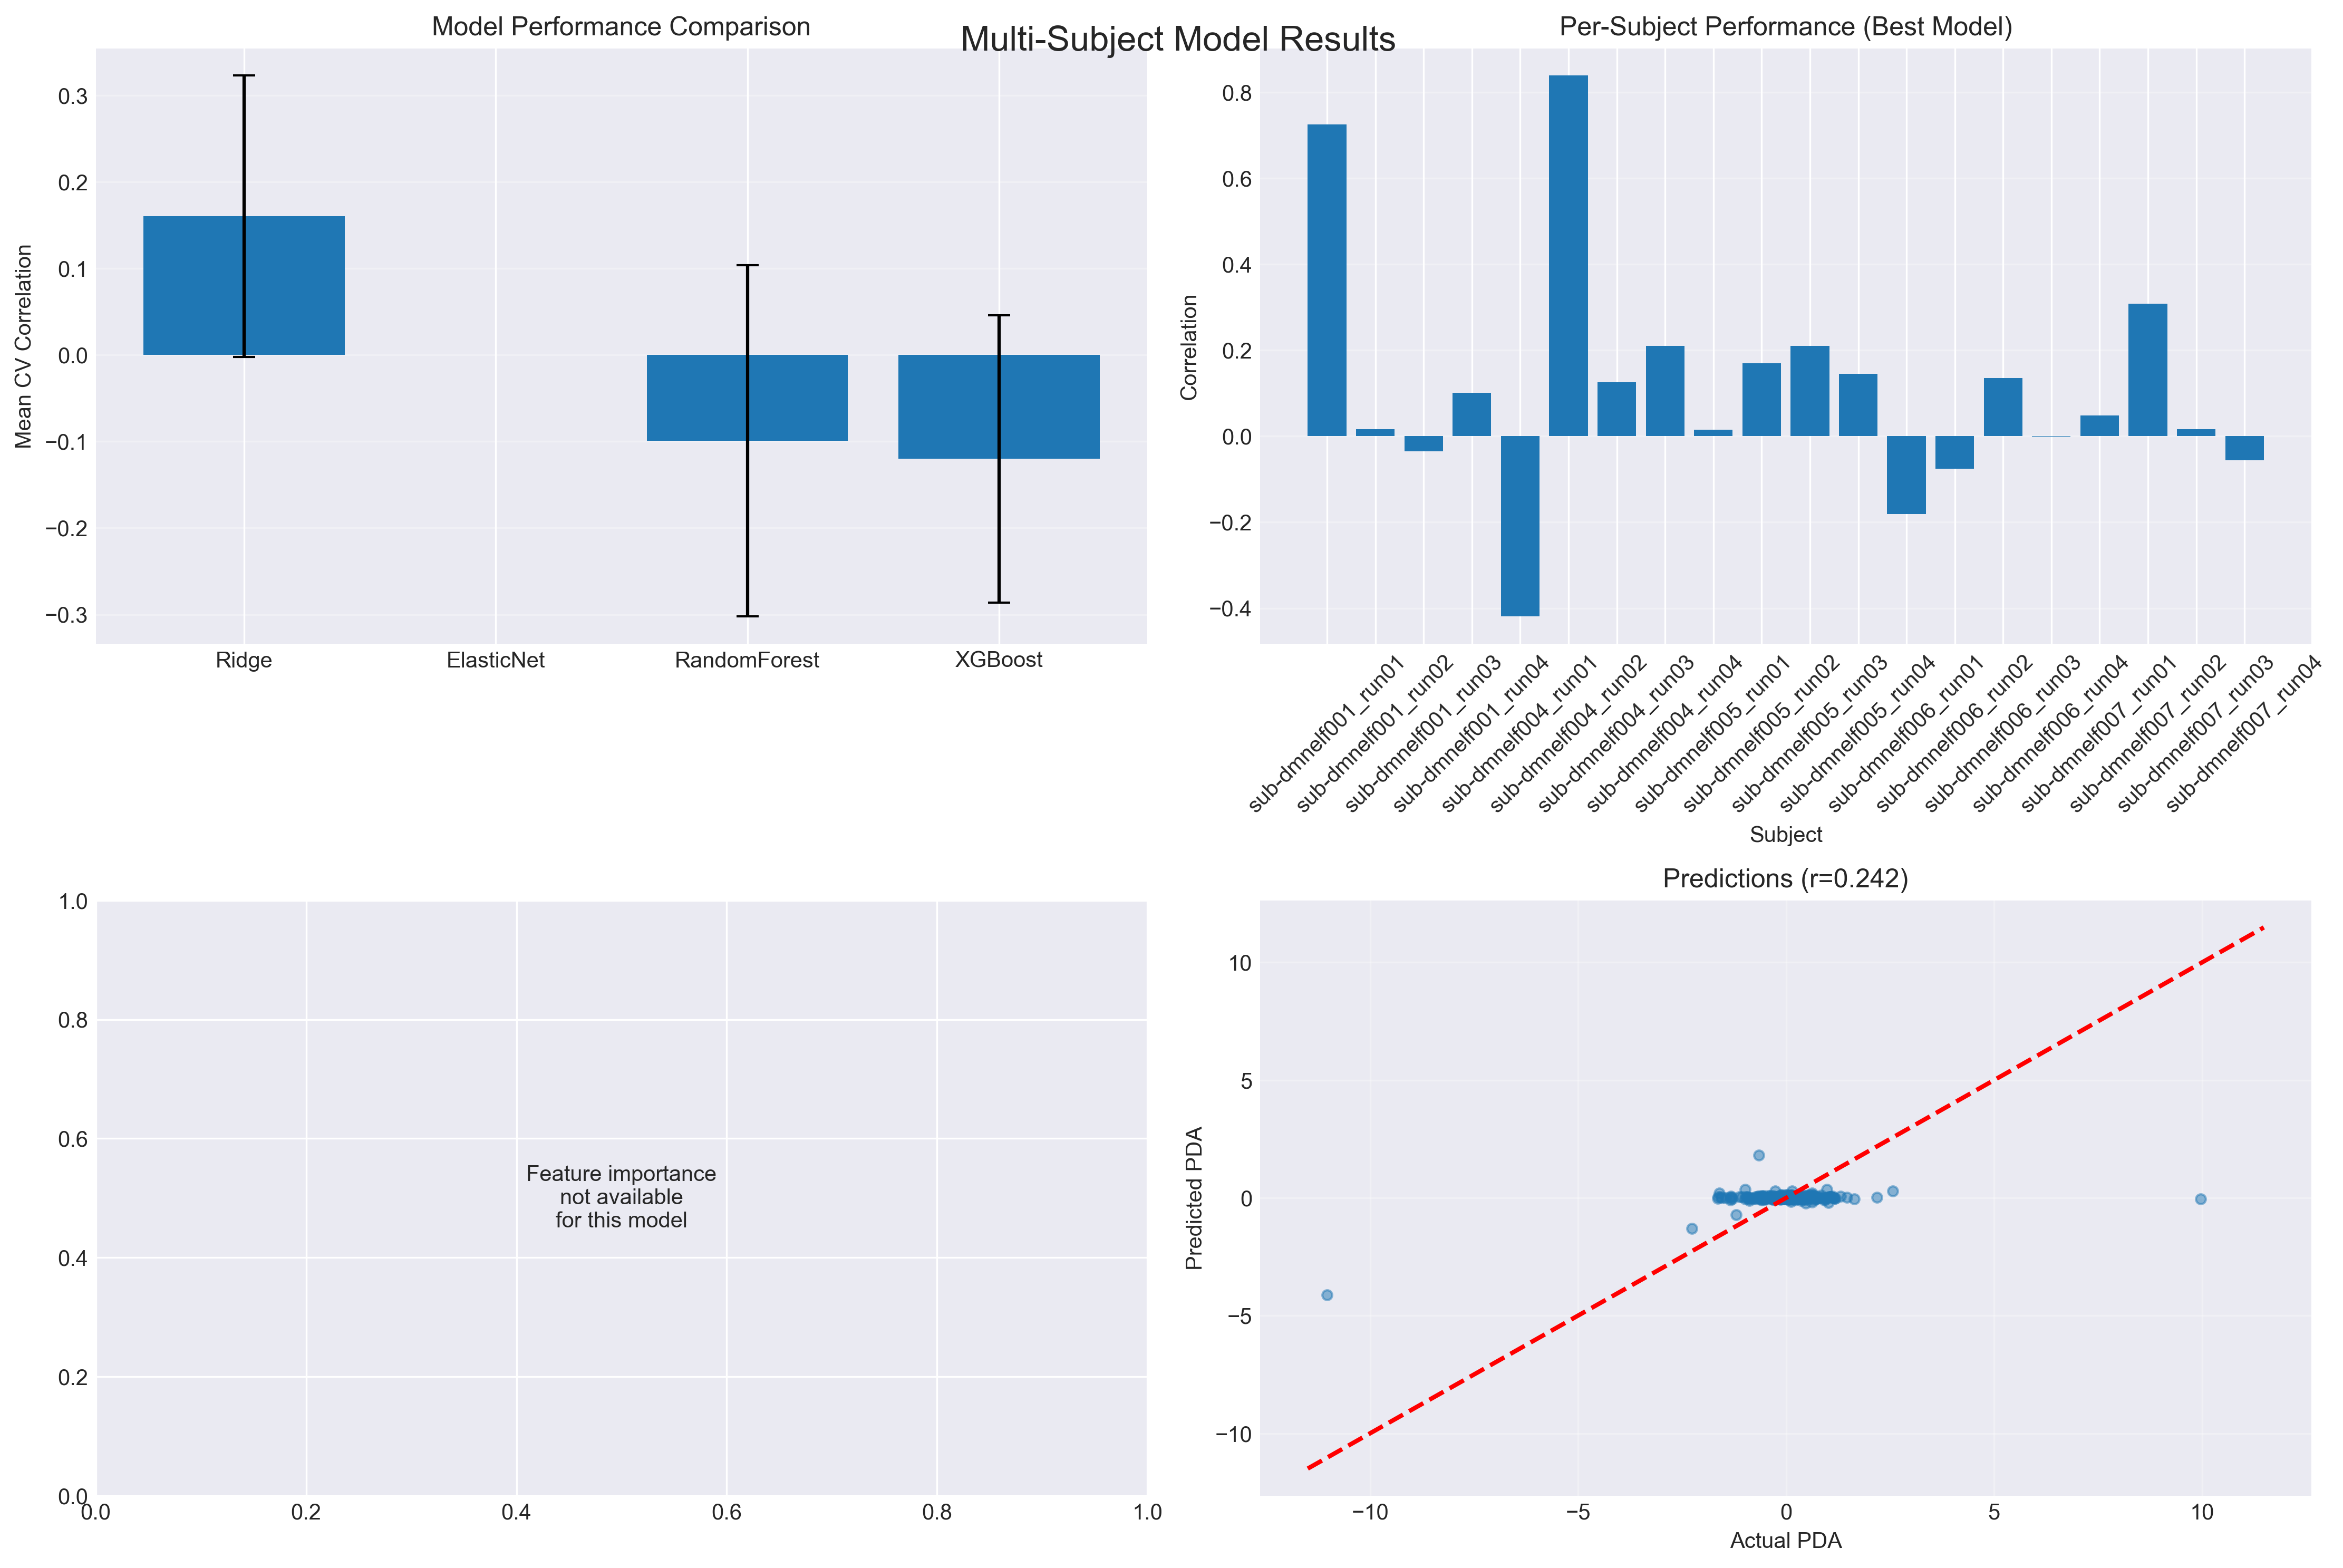 Multi-Subject Model Results
Model Performance Comparison
Mean CV Correlation
0.3
0.2
0.1
0.0
−0.1
−0.2
−0.3
Ridge
ElasticNet
RandomForest
XGBoost
Per-Subject Performance (Best Model)
Correlation
0.8
0.6
0.4
0.2
0.0
−0.2
−0.4
sub-dmnelf001_run01
sub-dmnelf001_run02
sub-dmnelf001_run03
sub-dmnelf001_run04
sub-dmnelf004_run01
sub-dmnelf004_run02
sub-dmnelf004_run03
sub-dmnelf004_run04
sub-dmnelf005_run01
sub-dmnelf005_run02
sub-dmnelf005_run03
sub-dmnelf005_run04
sub-dmnelf006_run01
sub-dmnelf006_run02
sub-dmnelf006_run03
sub-dmnelf006_run04
sub-dmnelf007_run01
sub-dmnelf007_run02
sub-dmnelf007_run03
sub-dmnelf007_run04
Subject
1.0
0.8
0.6
0.4
0.2
0.0
0.0
0.2
0.4
0.6
0.8
1.0
Feature importance
not available
for this model
Predictions (r=0.242)
Predicted PDA
10
5
0
−5
−10
−10
−5
0
5
10
Actual PDA